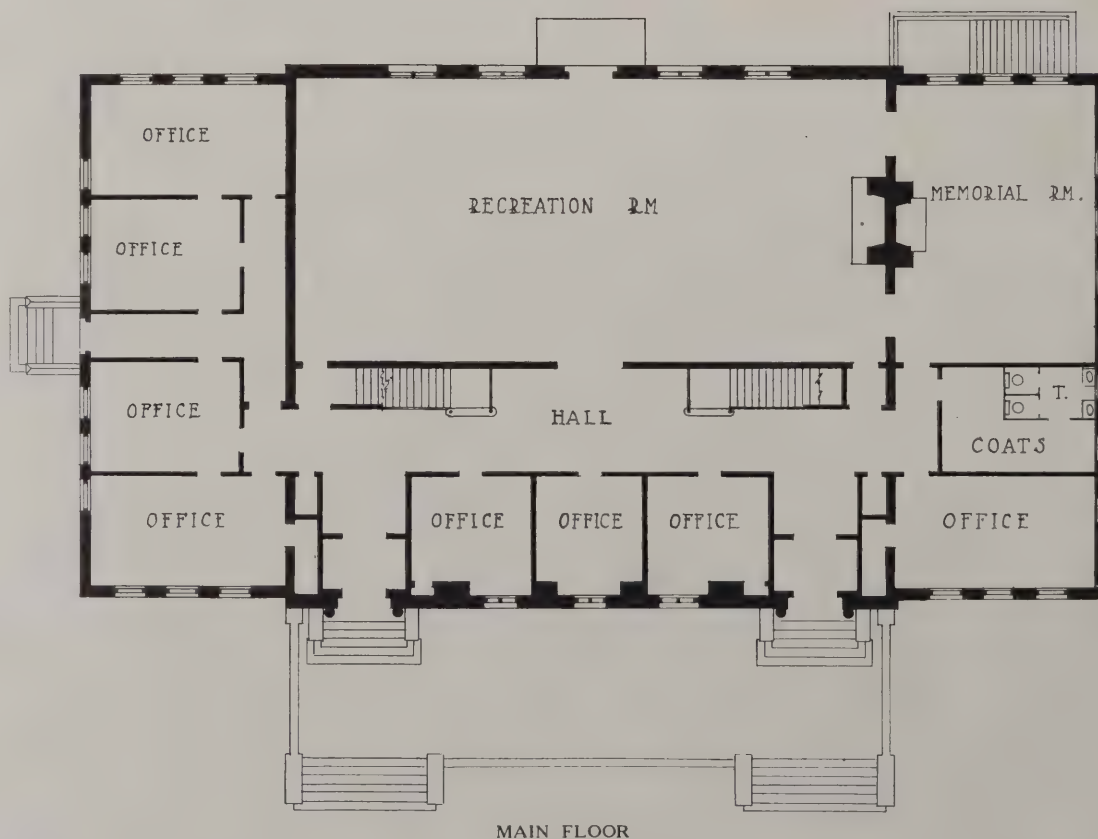 OFFICE
RECREATION RM
MEMORIAL RM.
OFFICE
OFFICE
HALL
T.
COATS
OFFICE
OFFICE
OFFICE
OFFICE
OFFICE
MAIN FLOOR